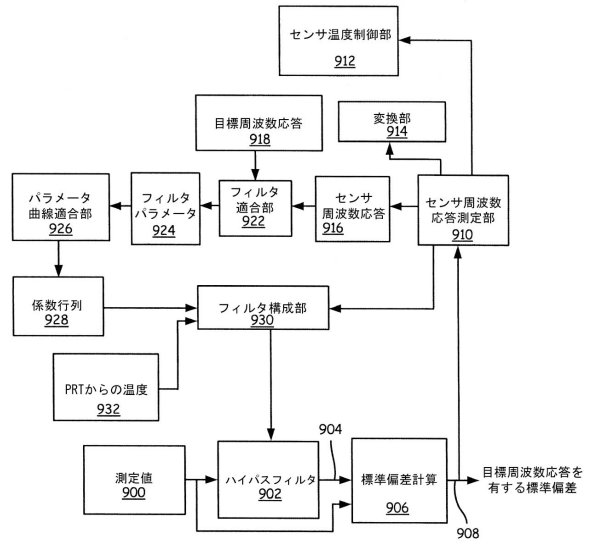 センサ温度制御部
912
目標周波数応答
918
変換部
914
パラメータ
曲線適合部
926
フィルタ
パラメータ
924
フィルタ
適合部
922
センサ
周波数応答
916
センサ周波数
応答測定部
910
係数行列
928
フィルタ構成部
930
PRTからの温度
932
904
測定値
900
ハイパスフィルタ
902
標準偏差計算
906
目標周波数応答を
有する標準偏差
908